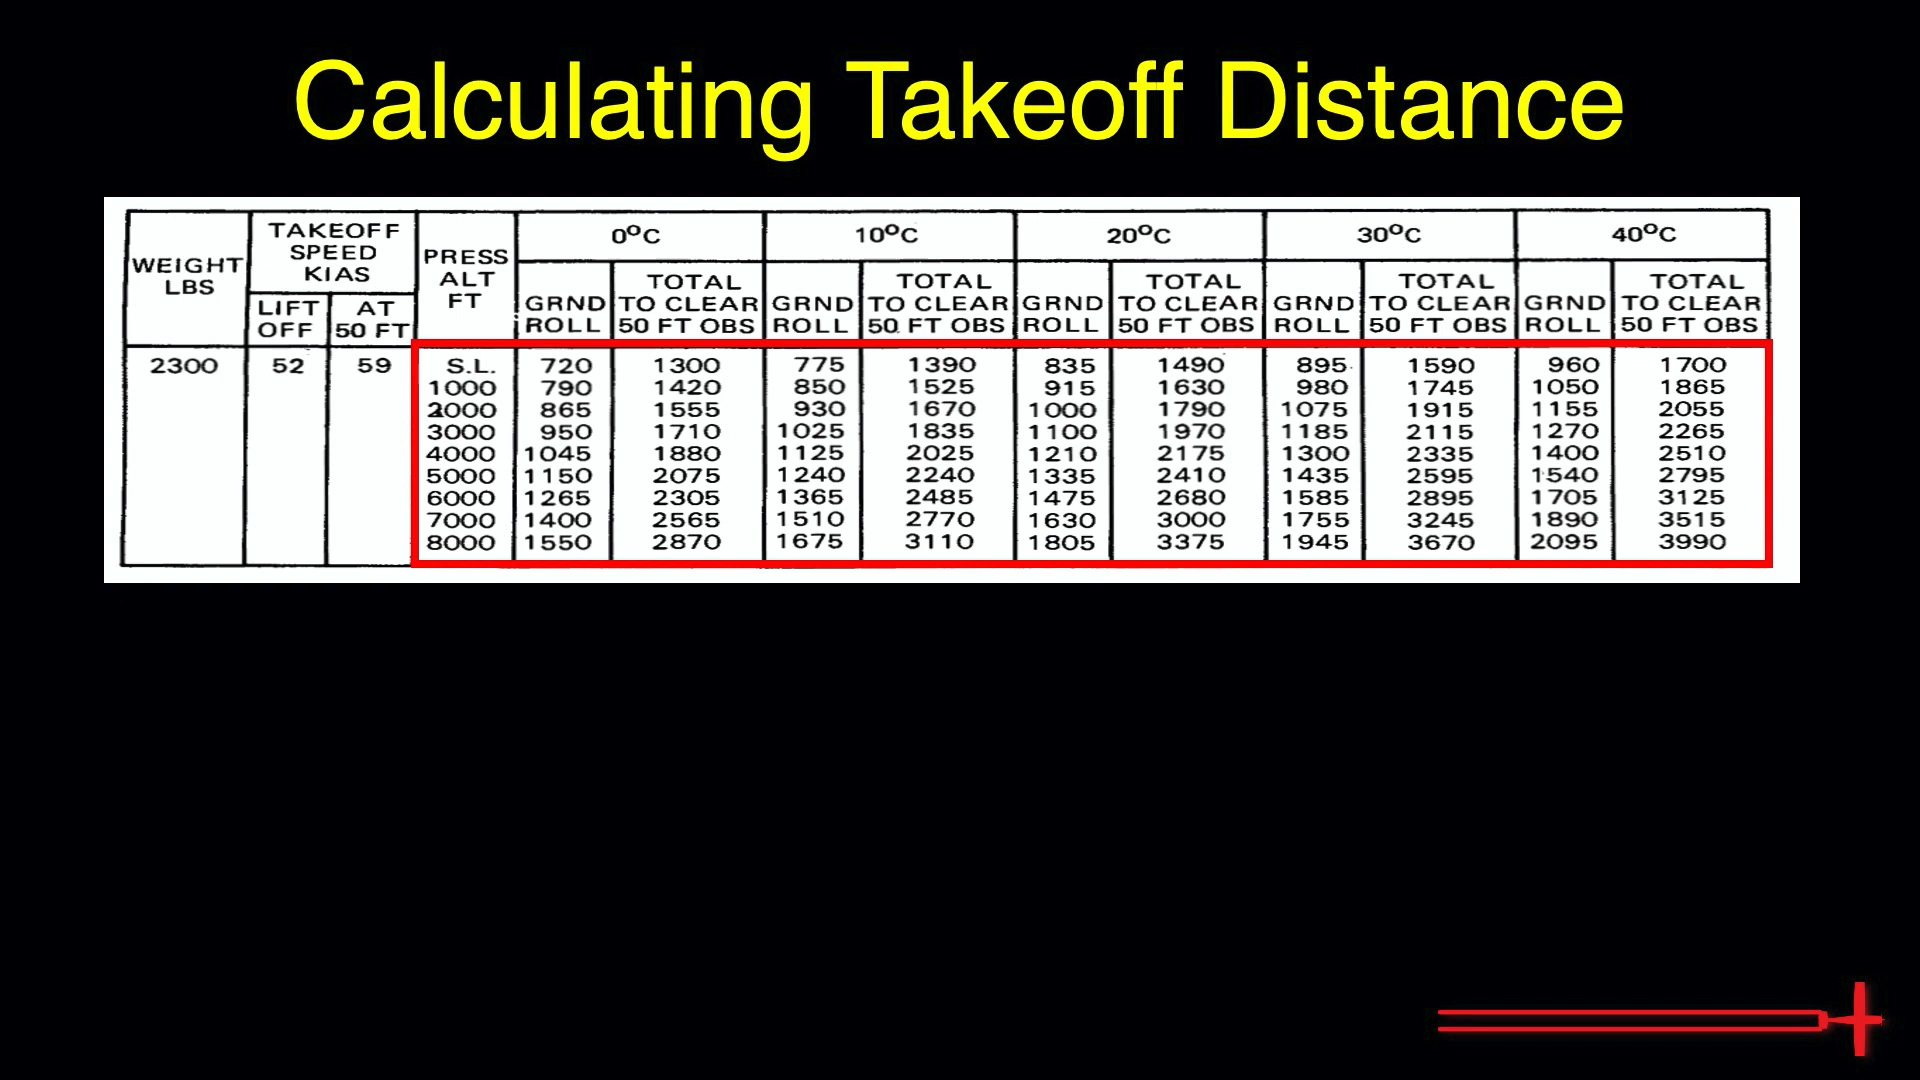 Calculating Takeoff Distance
WEIGHT LBS | TAKEOFF SPEED KIAS | PRESS ALT FT | 0°C | 10°C | 20°C | 30°C | 40°C
LIFT OFF | AT 50 FT | GRND ROLL | TOTAL TO CLEAR 50 FT OBS | GRND ROLL | TOTAL TO CLEAR 50 FT OBS | GRND ROLL | TOTAL TO CLEAR 50 FT OBS | GRND ROLL | TOTAL TO CLEAR 50 FT OBS | GRND ROLL | TOTAL TO CLEAR 50 FT OBS
2300 | 52 | 59 | S.L. | 720 | 1300 | 775 | 1390 | 835 | 1490 | 895 | 1590 | 960 | 1700
1000 | 790 | 1420 | 850 | 1525 | 915 | 1630 | 980 | 1745 | 1050 | 1865
2000 | 865 | 1555 | 930 | 1670 | 1000 | 1790 | 1075 | 1915 | 1155 | 2055
3000 | 950 | 1710 | 1025 | 1835 | 1100 | 1970 | 1185 | 2115 | 1270 | 2265
4000 | 1045 | 1880 | 1125 | 2025 | 1210 | 2175 | 1300 | 2335 | 1400 | 2510
5000 | 1150 | 2075 | 1240 | 2240 | 1335 | 2410 | 1435 | 2595 | 1540 | 2795
6000 | 1265 | 2305 | 1365 | 2485 | 1475 | 2680 | 1585 | 2895 | 1705 | 3125
7000 | 1400 | 2565 | 1510 | 2770 | 1630 | 3000 | 1755 | 3245 | 1890 | 3515
8000 | 1550 | 2870 | 1675 | 3110 | 1805 | 3375 | 1945 | 3670 | 2095 | 3990